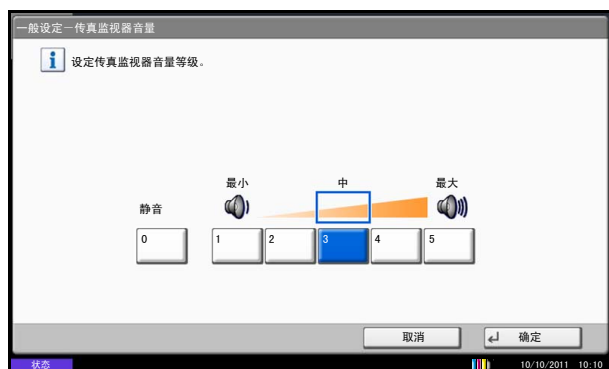 一般设定－传真监视器音量
设定传真监视器音量等级。
最小 中 最大
静音
0 1 2 3 4 5
取消 确定
状态 10/10/2011 10:10